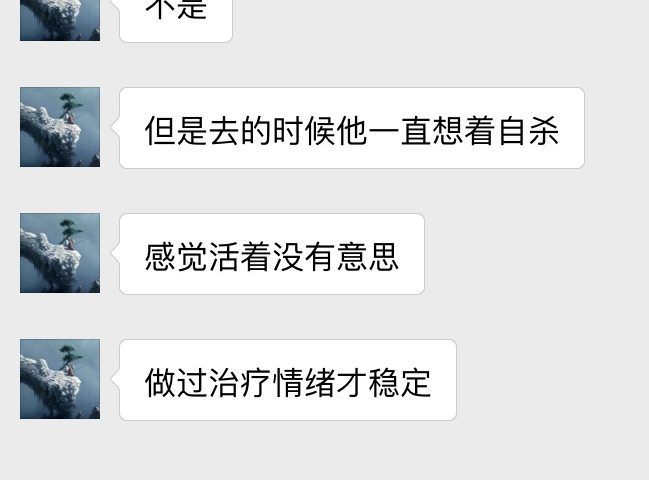 不是
但是去的时候他一直想着自杀
感觉活着没有意思
做过治疗情绪才稳定